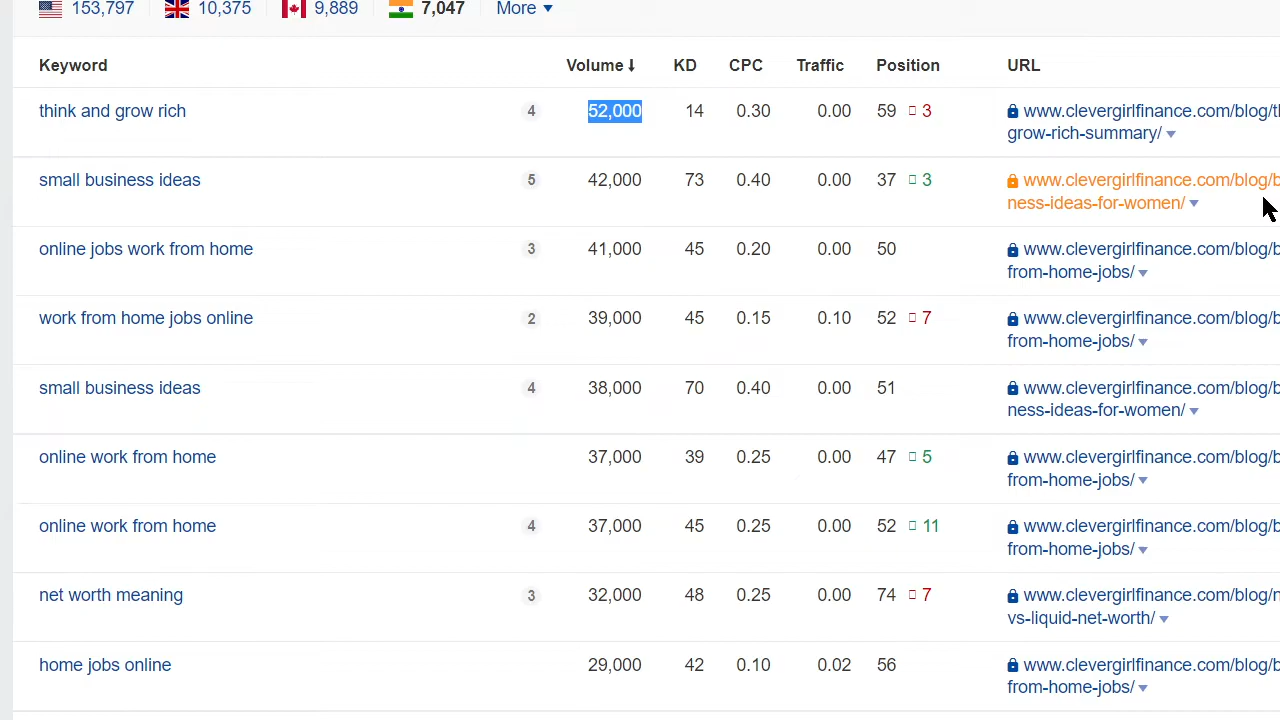 153,797 10,375 9,889 7,047 More
Keyword Volume KD CPC Traffic Position URL
think and grow rich 4 52,000 14 0.30 0.00 59 3 www.clevergirlfinance.com/blog/th
grow-rich-summary/
small business ideas 5 42,000 73 0.40 0.00 37 3 www.clevergirlfinance.com/blog/b
ness-ideas-for-women/
online jobs work from home 3 41,000 45 0.20 0.00 50 www.clevergirlfinance.com/blog/b
from-home-jobs/
work from home jobs online 2 39,000 45 0.15 0.10 52 7 www.clevergirlfinance.com/blog/b
from-home-jobs/
small business ideas 4 38,000 70 0.40 0.00 51 www.clevergirlfinance.com/blog/b
ness-ideas-for-women/
online work from home 37,000 39 0.25 0.00 47 5 www.clevergirlfinance.com/blog/b
from-home-jobs/
online work from home 4 37,000 45 0.25 0.00 52 11 www.clevergirlfinance.com/blog/b
from-home-jobs/
net worth meaning 3 32,000 48 0.25 0.00 74 7 www.clevergirlfinance.com/blog/n
vs-liquid-net-worth/
home jobs online 29,000 42 0.10 0.02 56 www.clevergirlfinance.com/blog/b
from-home-jobs/